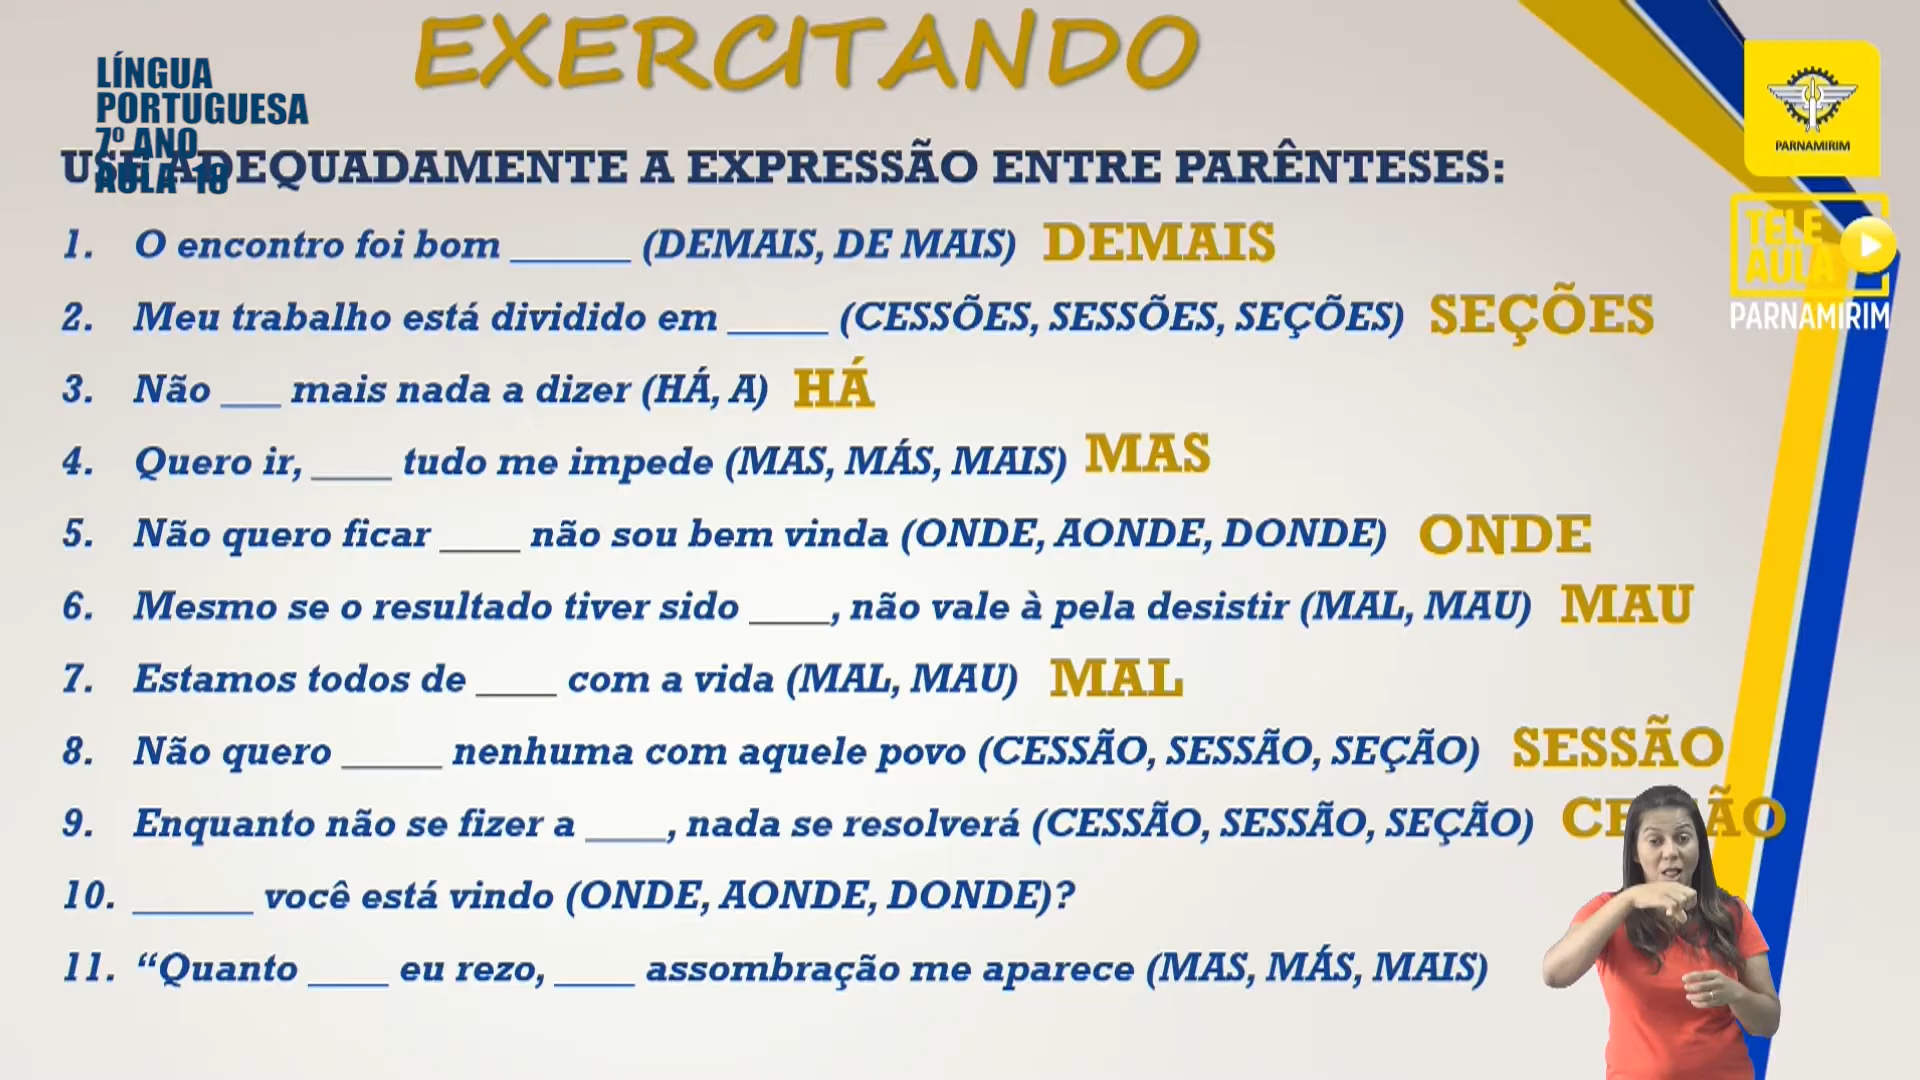 EXERCITANDO
LÍNGUA
PORTUGUESA
7º ANO
AULA 18
USE ADEQUADAMENTE A EXPRESSÃO ENTRE PARÊNTESES:
1. O encontro foi bom ______ (DEMAIS, DE MAIS) DEMAIS
2. Meu trabalho está dividido em _____ (CESSÕES, SESSÕES, SEÇÕES) SEÇÕES
3. Não ___ mais nada a dizer (HÁ, A) HÁ
4. Quero ir, ____ tudo me impede (MAS, MÁS, MAIS) MAS
5. Não quero ficar ____ não sou bem vinda (ONDE, AONDE, DONDE) ONDE
6. Mesmo se o resultado tiver sido ____, não vale à pela desistir (MAL, MAU) MAU
7. Estamos todos de ____ com a vida (MAL, MAU) MAL
8. Não quero _____ nenhuma com aquele povo (CESSÃO, SESSÃO, SEÇÃO) SESSÃO
9. Enquanto não se fizer a ____, nada se resolverá (CESSÃO, SESSÃO, SEÇÃO)
10. ______ você está vindo (ONDE, AONDE, DONDE)?
11. “Quanto ____ eu rezo, ____ assombração me aparece (MAS, MÁS, MAIS)
PARNAMIRIM
TELE
AULA
PARNAMIRIM